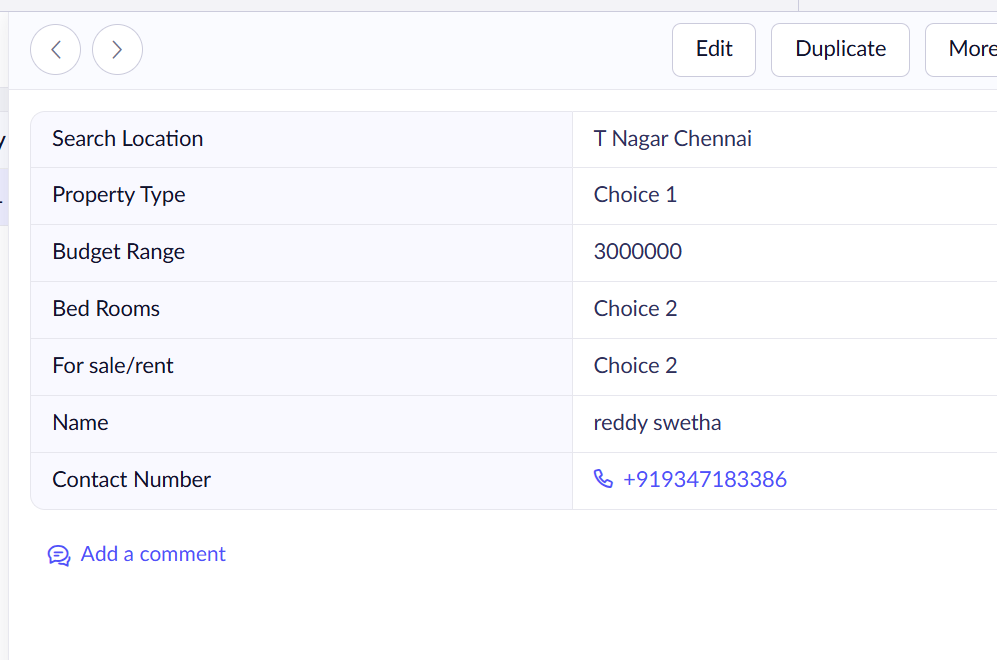 Edit Duplicate More
Search Location T Nagar Chennai
Property Type Choice 1
Budget Range 3000000
Bed Rooms Choice 2
For sale/rent Choice 2
Name reddy swetha
Contact Number +919347183386
Add a comment